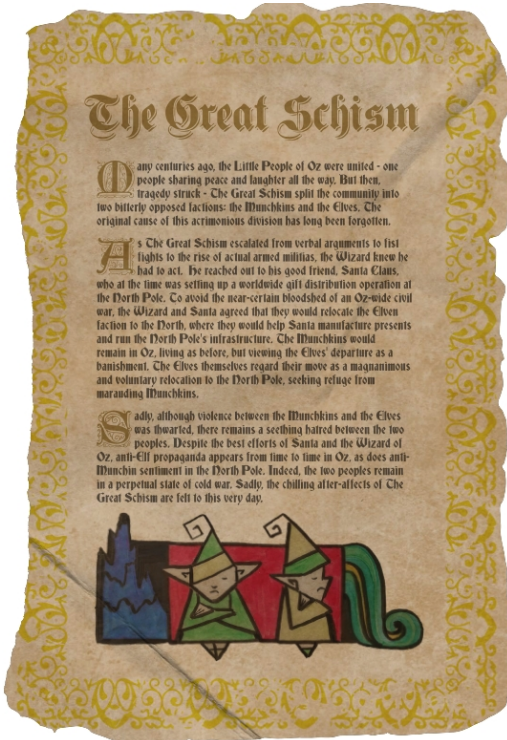 The Great Schism
Many centuries ago, the Little People of Oz were united - one
people sharing peace and laughter all the way. But then,
tragedy struck - The Great Schism split the community into
two bitterly opposed factions: the Munchkins and the Elves. The
original cause of this acrimonious division has long been forgotten.
As The Great Schism escalated from verbal arguments to fist
fights to the rise of actual armed militias, the Wizard knew he
had to act. He reached out to his good friend, Santa Claus,
who at the time was setting up a worldwide gift distribution operation at
the North Pole. To avoid the near-certain bloodshed of an Oz-wide civil
war, the Wizard and Santa agreed that they would relocate the Elven
faction to the North, where they would help Santa manufacture presents
and run the North Pole's infrastructure. The Munchkins would
remain in Oz, living as before, but viewing the Elves' departure as a
banishment. The Elves themselves regard their move as a magnanimous
and voluntary relocation to the North Pole, seeking refuge from
marauding Munchkins.
Sadly, although violence between the Munchkins and the Elves
was thwarted, there remains a seething hatred between the two
peoples. Despite the best efforts of Santa and the Wizard of
Oz, anti-Elf propaganda appears from time to time in Oz, as does anti-
Munchin sentiment in the North Pole. Indeed, the two peoples remain
in a perpetual state of cold war. Sadly, the chilling after-affects of The
Great Schism are felt to this very day.